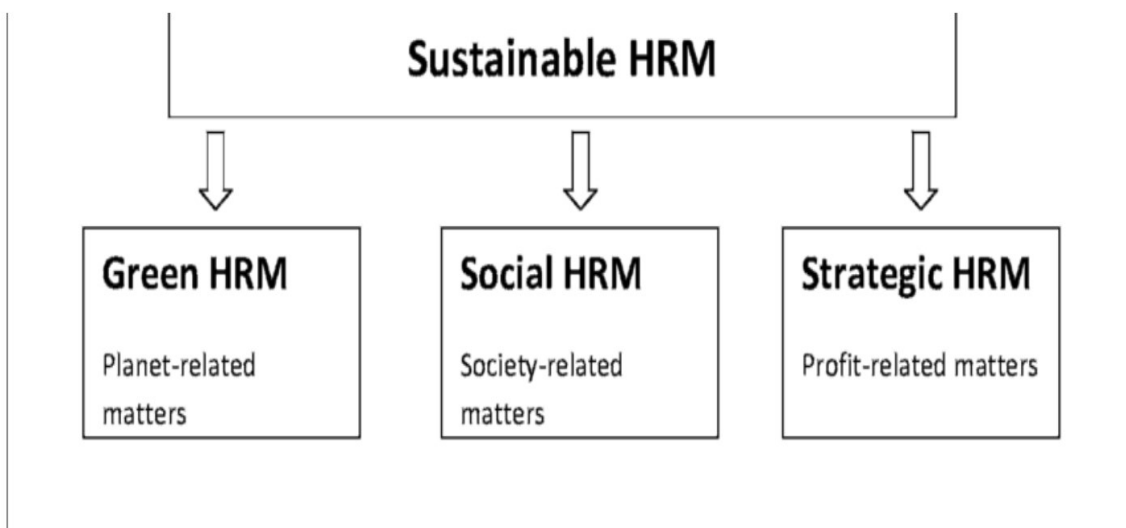 Sustainable HRM
Green HRM
Planet-related
matters
Social HRM
Society-related
matters
Strategic HRM
Profit-related matters